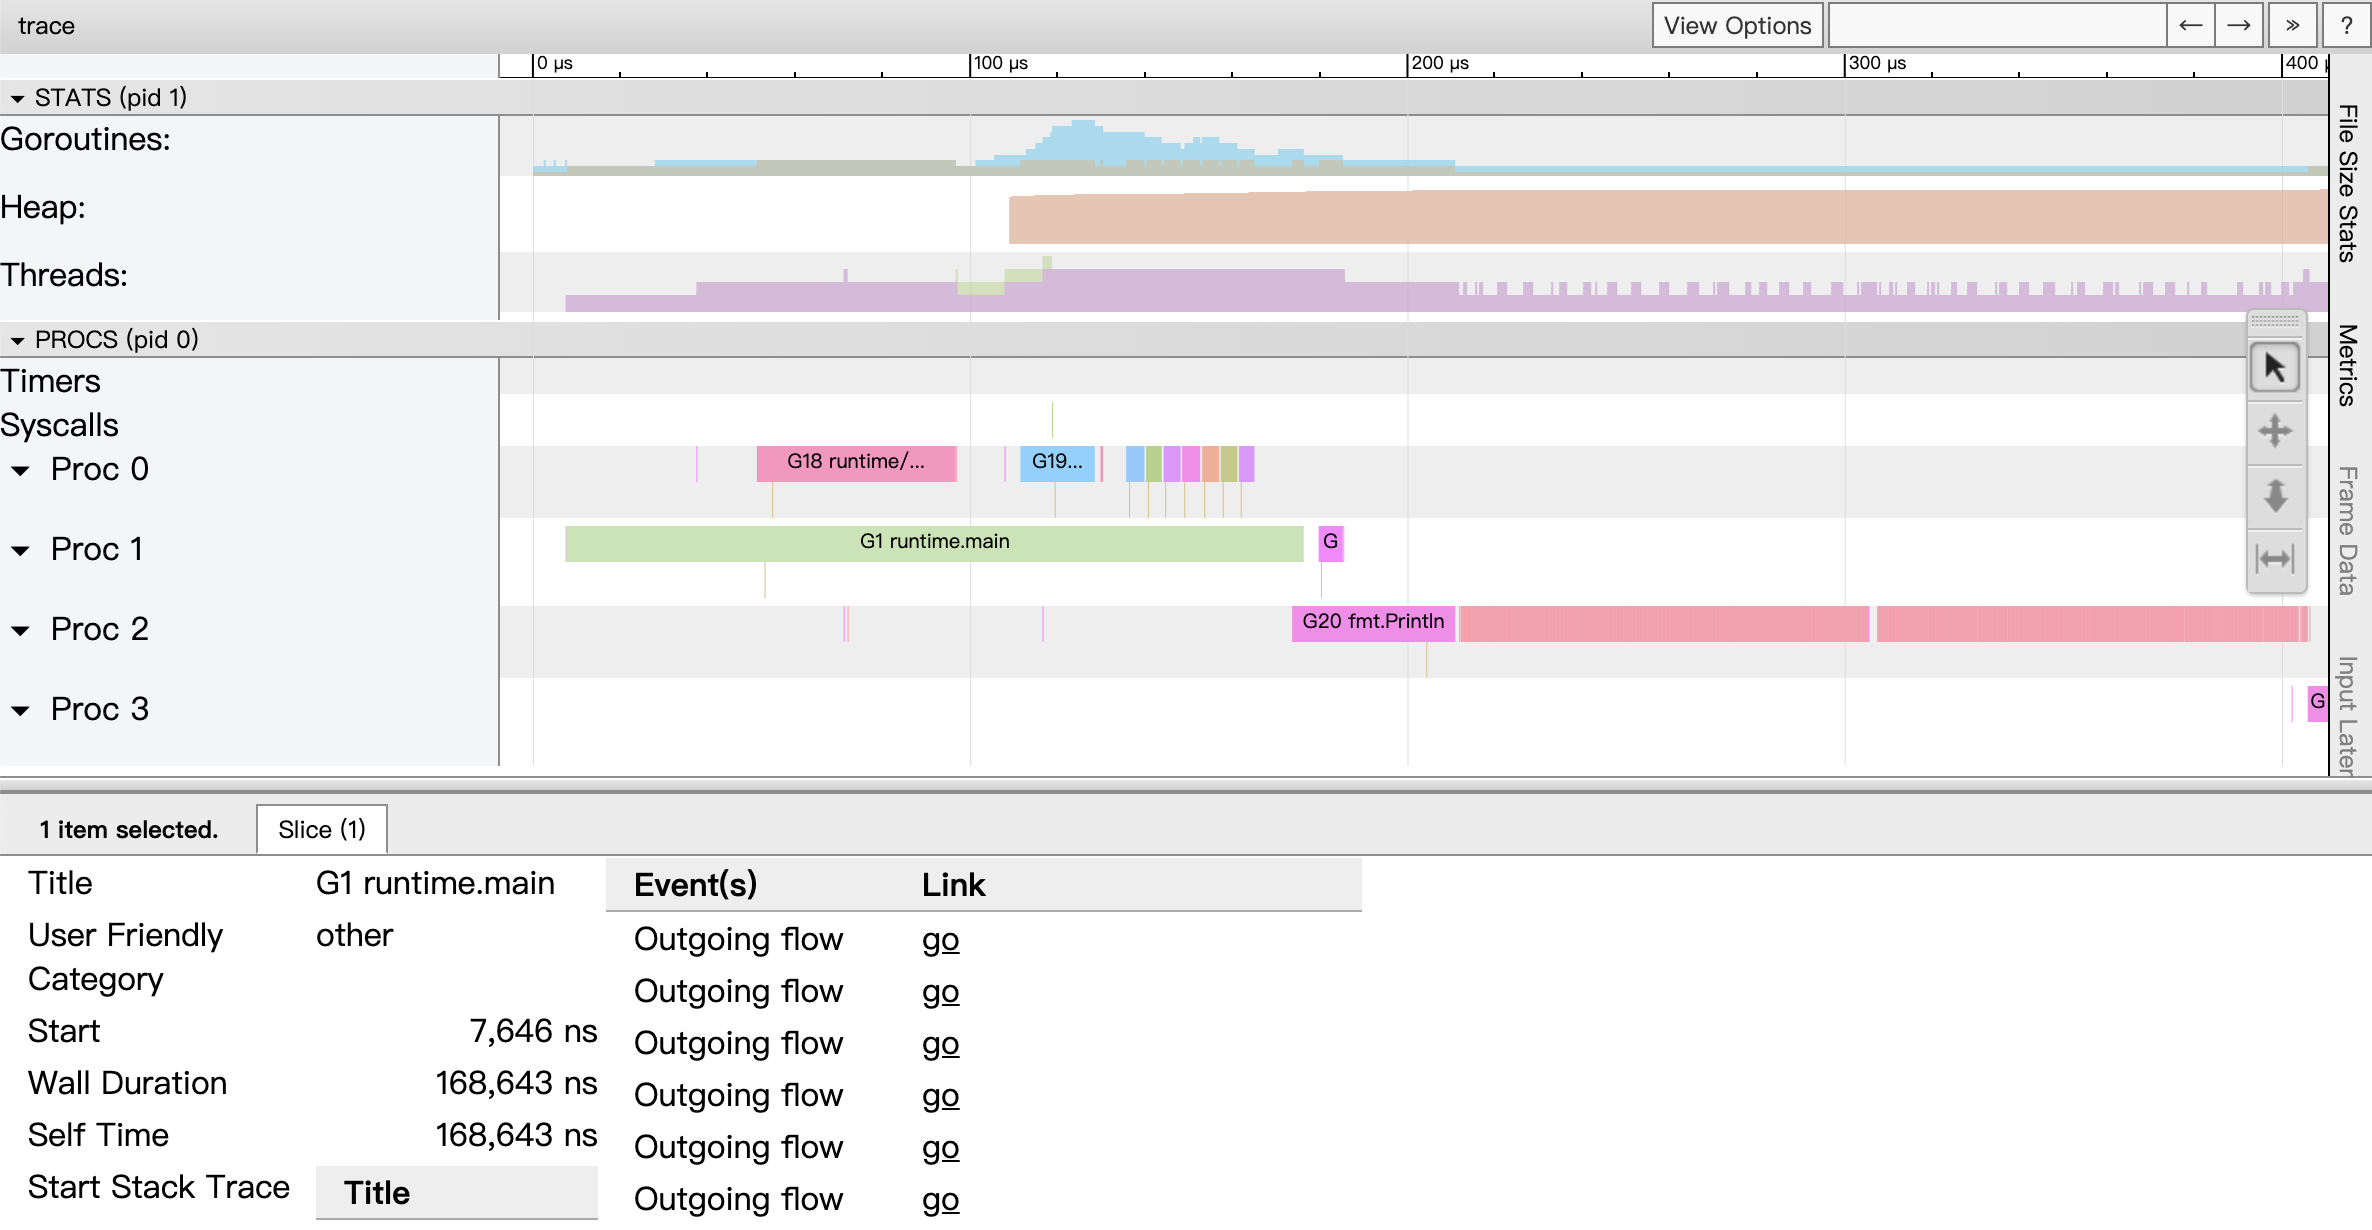 trace
View Options
←
→
»
?
0 µs
100 µs
200 µs
300 µs
400
STATS (pid 1)
Goroutines:
Heap:
Threads:
PROCS (pid 0)
Timers
Syscalls
Proc 0
G18 runtime/...
G19...
Proc 1
G1 runtime.main
G
Proc 2
G20 fmt.Println
Proc 3
G
File Size Stats
Metrics
Frame Data
Input Later
1 item selected.
Slice (1)
Title G1 runtime.main
User Friendly other
Category
Start 7,646 ns
Wall Duration 168,643 ns
Self Time 168,643 ns
Start Stack Trace Title
Event(s) Link
Outgoing flow go
Outgoing flow go
Outgoing flow go
Outgoing flow go
Outgoing flow go
Outgoing flow go